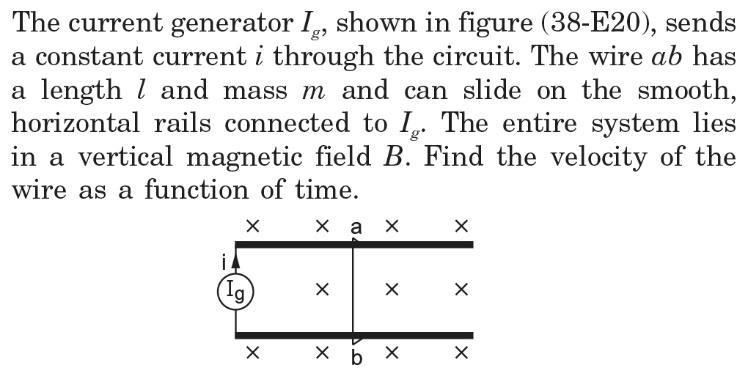 The current generator I_g, shown in figure (38-E20), sends
a constant current i through the circuit. The wire ab has
a length l and mass m and can slide on the smooth,
horizontal rails connected to I_g. The entire system lies
in a vertical magnetic field B. Find the velocity of the
wire as a function of time.
× × a × ×
i
Ig × × ×
× × b × ×